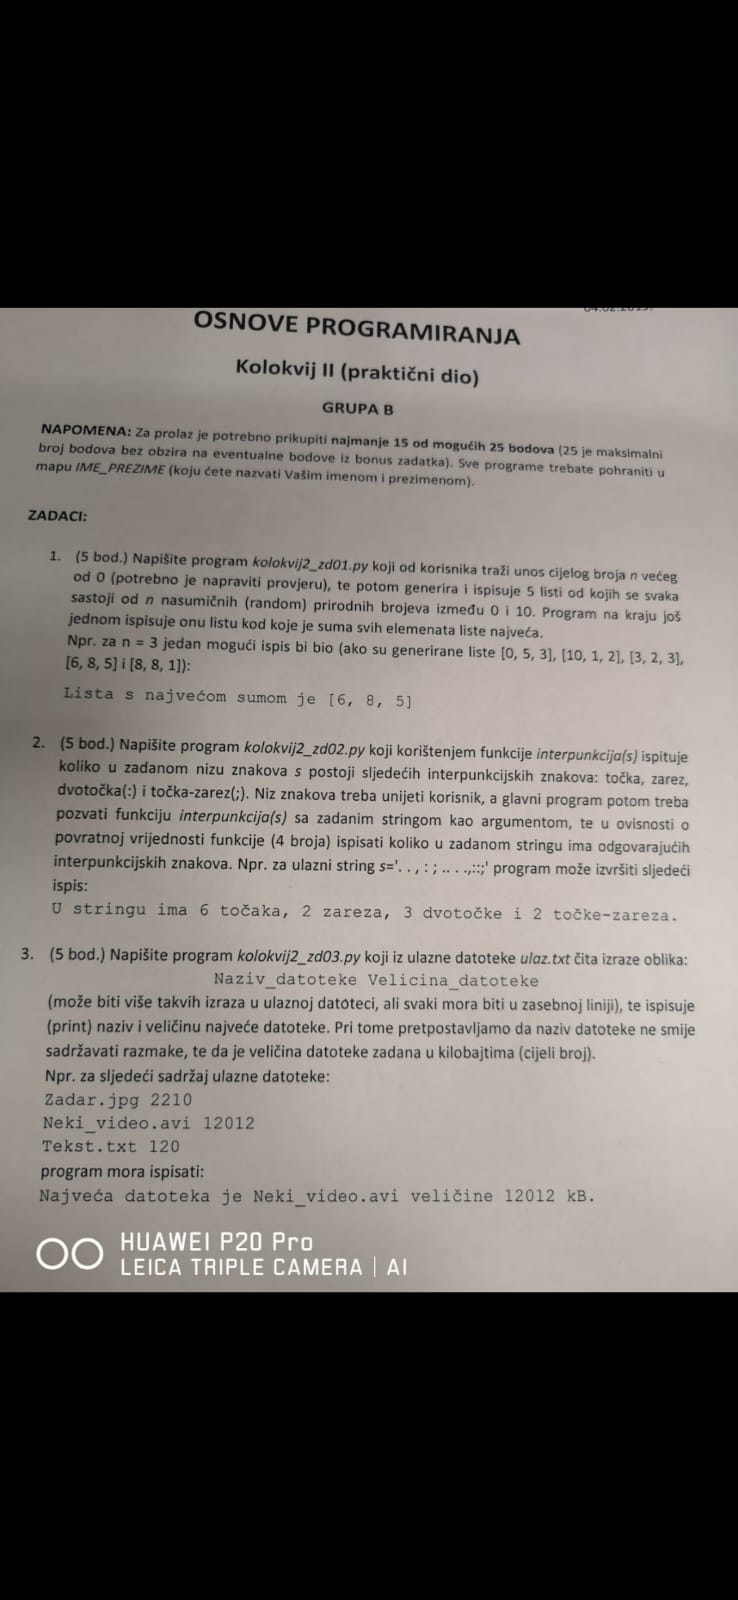 OSNOVE PROGRAMIRANJA
Kolokvij II (praktični dio)
GRUPA B
NAPOMENA: Za prolaz je potrebno prikupiti najmanje 15 od mogućih 25 bodova (25 je maksimalni
broj bodova bez obzira na eventualne bodove iz bonus zadatka). Sve programe trebate pohraniti u
mapu IME_PREZIME (koju ćete nazvati Vašim imenom i prezimenom).
ZADACI:
1. (5 bod.) Napišite program kolokvij2_zd01.py koji od korisnika traži unos cijelog broja n većeg
od 0 (potrebno je napraviti provjeru), te potom generira i ispisuje 5 listi od kojih se svaka
sastoji od n nasumičnih (random) prirodnih brojeva između 0 i 10. Program na kraju još
jednom ispisuje onu listu kod koje je suma svih elemenata liste najveća.
Npr. za n = 3 jedan mogući ispis bi bio (ako su generirane liste [0, 5, 3], [10, 1, 2], [3, 2, 3],
[6, 8, 5] i [8, 8, 1]):
Lista s najvećom sumom je [6, 8, 5]
2. (5 bod.) Napišite program kolokvij2_zd02.py koji korištenjem funkcije interpunkcija(s) ispituje
koliko u zadanom nizu znakova s postoji sljedećih interpunkcijskih znakova: točka, zarez,
dvotočka(:) i točka-zarez(;). Niz znakova treba unijeti korisnik, a glavni program potom treba
pozvati funkciju interpunkcija(s) sa zadanim stringom kao argumentom, te u ovisnosti o
povratnoj vrijednosti funkcije (4 broja) ispisati koliko u zadanom stringu ima odgovarajućih
interpunkcijskih znakova. Npr. za ulazni string s='. . , : ; .. . .,::;' program može izvršiti sljedeći
ispis:
U stringu ima 6 točaka, 2 zareza, 3 dvotočke i 2 točke-zareza.
3. (5 bod.) Napišite program kolokvij2_zd03.py koji iz ulazne datoteke ulaz.txt čita izraze oblika:
Naziv_datoteke Velicina_datoteke
(može biti više takvih izraza u ulaznoj datoteci, ali svaki mora biti u zasebnoj liniji), te ispisuje
(print) naziv i veličinu najveće datoteke. Pri tome pretpostavljamo da naziv datoteke ne smije
sadržavati razmake, te da je veličina datoteke zadana u kilobajtima (cijeli broj).
Npr. za sljedeći sadržaj ulazne datoteke:
Zadar.jpg 2210
Neki_video.avi 12012
Tekst.txt 120
program mora ispisati:
Najveća datoteka je Neki_video.avi veličine 12012 kB.
HUAWEI P20 Pro
LEICA TRIPLE CAMERA | AI